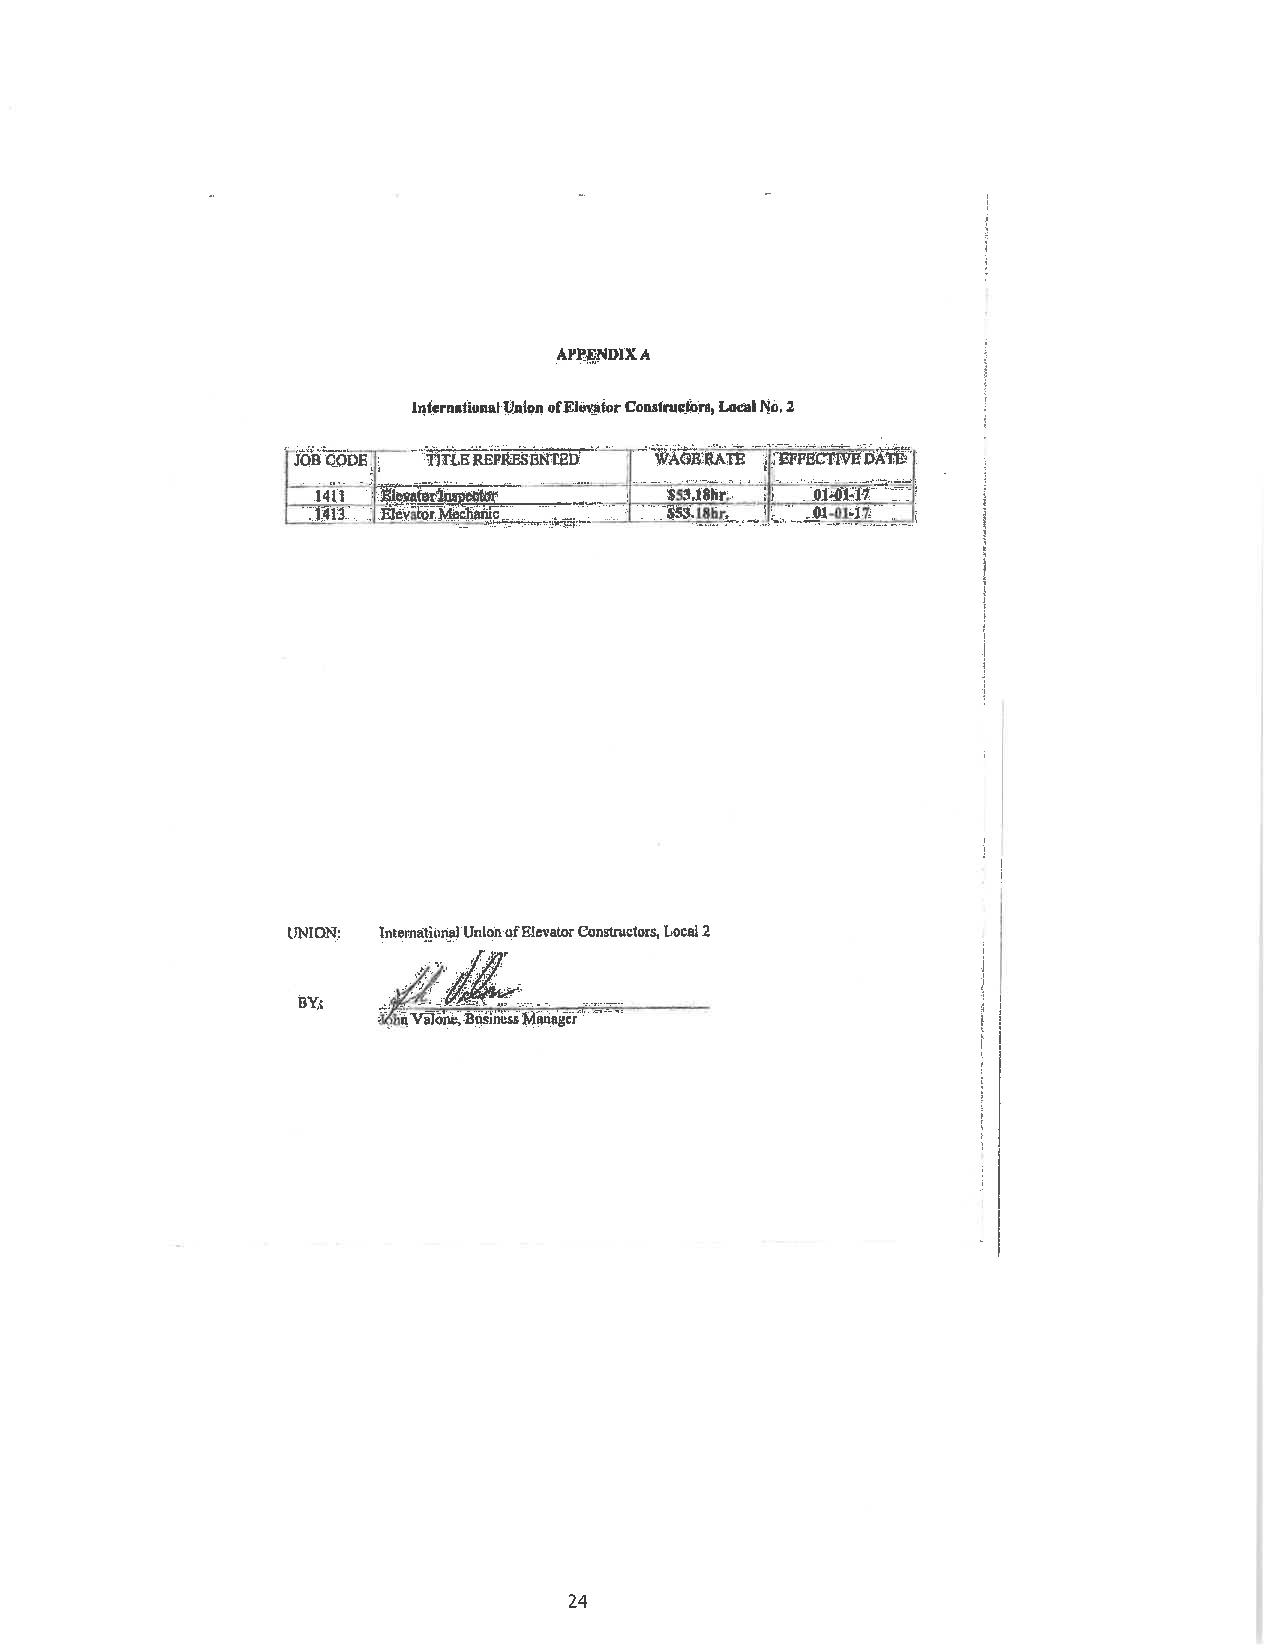 APPENDIX A
International Union of Elevator Constructors, Local No. 2
JOB CODE TITLE REPRESENTED WAGE RATE EFFECTIVE DATE
1411 Elevator Inspector $53.18hr. 01-01-17
1413 Elevator Mechanic $53.18hr. 01-01-17
UNION: International Union of Elevator Constructors, Local 2
BY:
John Valone, Business Manager
24